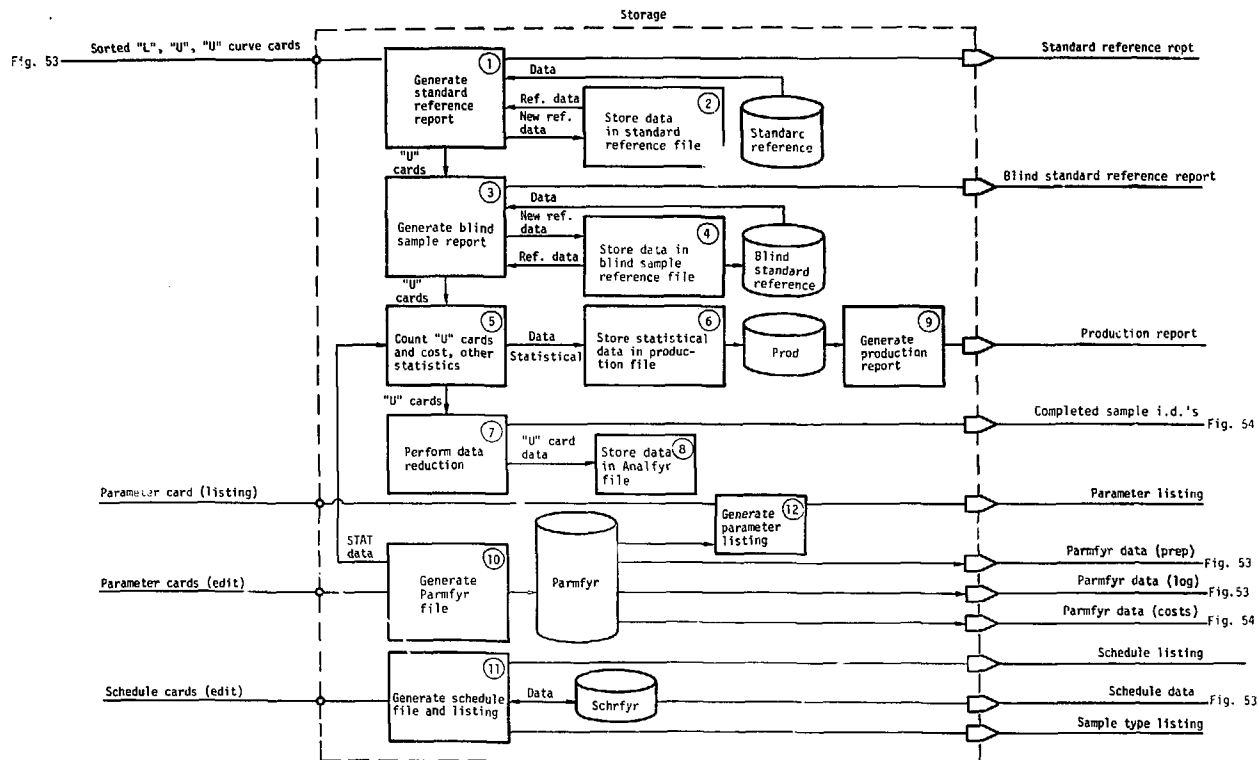 Storage
Fig. 53
Sorted "L", "U", "U" curve cards
1
Generate
standard
reference
report
Standard reference ropt
Data
Ref. data
New ref.
data
2
Store data
in standard
reference file
Standard
reference
"U"
cards
3
Generate blind
sample report
Blind standard reference report
Data
New ref.
data
Ref. data
4
Store data in
blind sample
reference file
Blind
standard
reference
"U"
cards
5
Count "U" cards
and cost, other
statistics
Data
Statistical
6
Store statistical
data in produc-
tion file
Prod
9
Generate
production
report
Production report
"U" cards
7
Perform data
reduction
"U" card
data
8
Store data
in Analfyr
file
Completed sample i.d.'s
Fig. 54
Parameter card (listing)
Parameter listing
12
Generate
parameter
listing
STAT
data
10
Generate
Parmfyr
file
Parmfyr
Parameter cards (edit)
Parmfyr data (prep)
Fig. 53
Parmfyr data (log)
Fig.53
Parmfyr data (costs)
Fig. 54
11
Generate schedule
file and listing
Schedule cards (edit)
Data
Schrfyr
Schedule listing
Schedule data
Fig. 53
Sample type listing